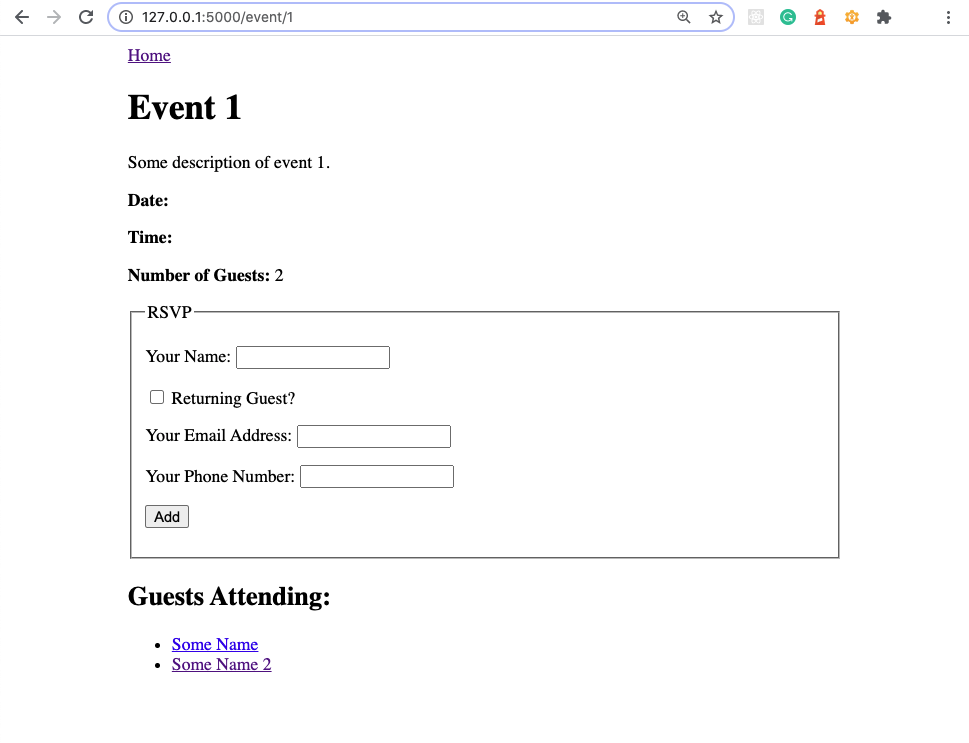 127.0.0.1:5000/event/1
Home
Event 1
Some description of event 1.
Date:
Time:
Number of Guests: 2
RSVP
Your Name:
Returning Guest?
Your Email Address:
Your Phone Number:
Add
Guests Attending:
Some Name
Some Name 2